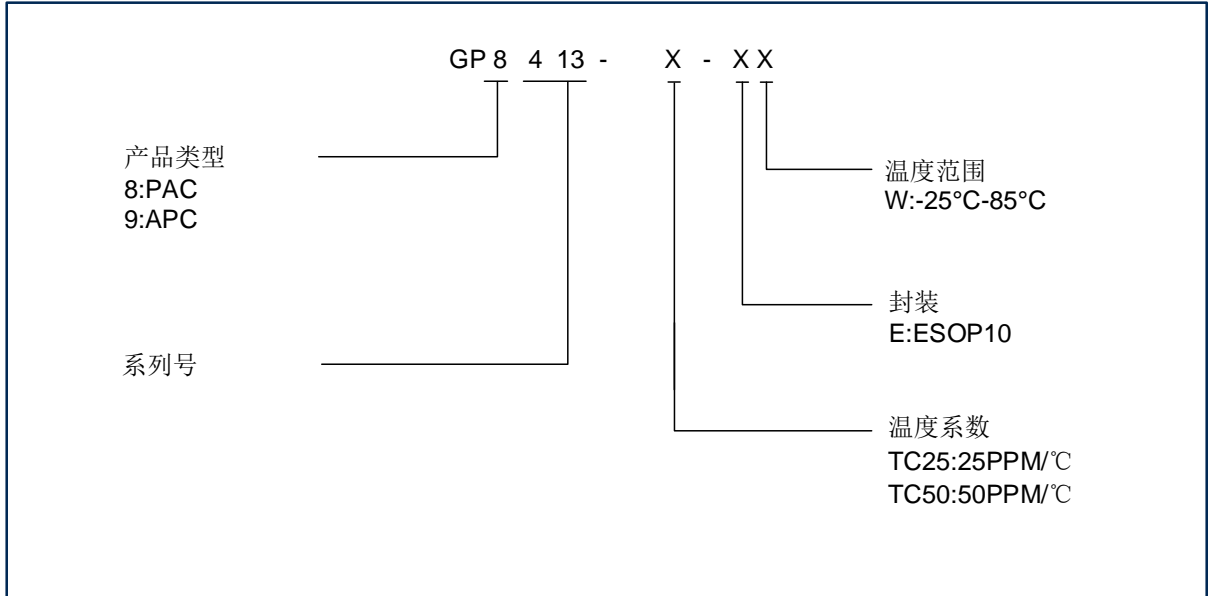 GP 8 4 13 - X - X X
产品类型
8:PAC
9:APC
温度范围
W:-25°C-85°C
封装
E:ESOP10
系列号
温度系数
TC25:25PPM/℃
TC50:50PPM/℃